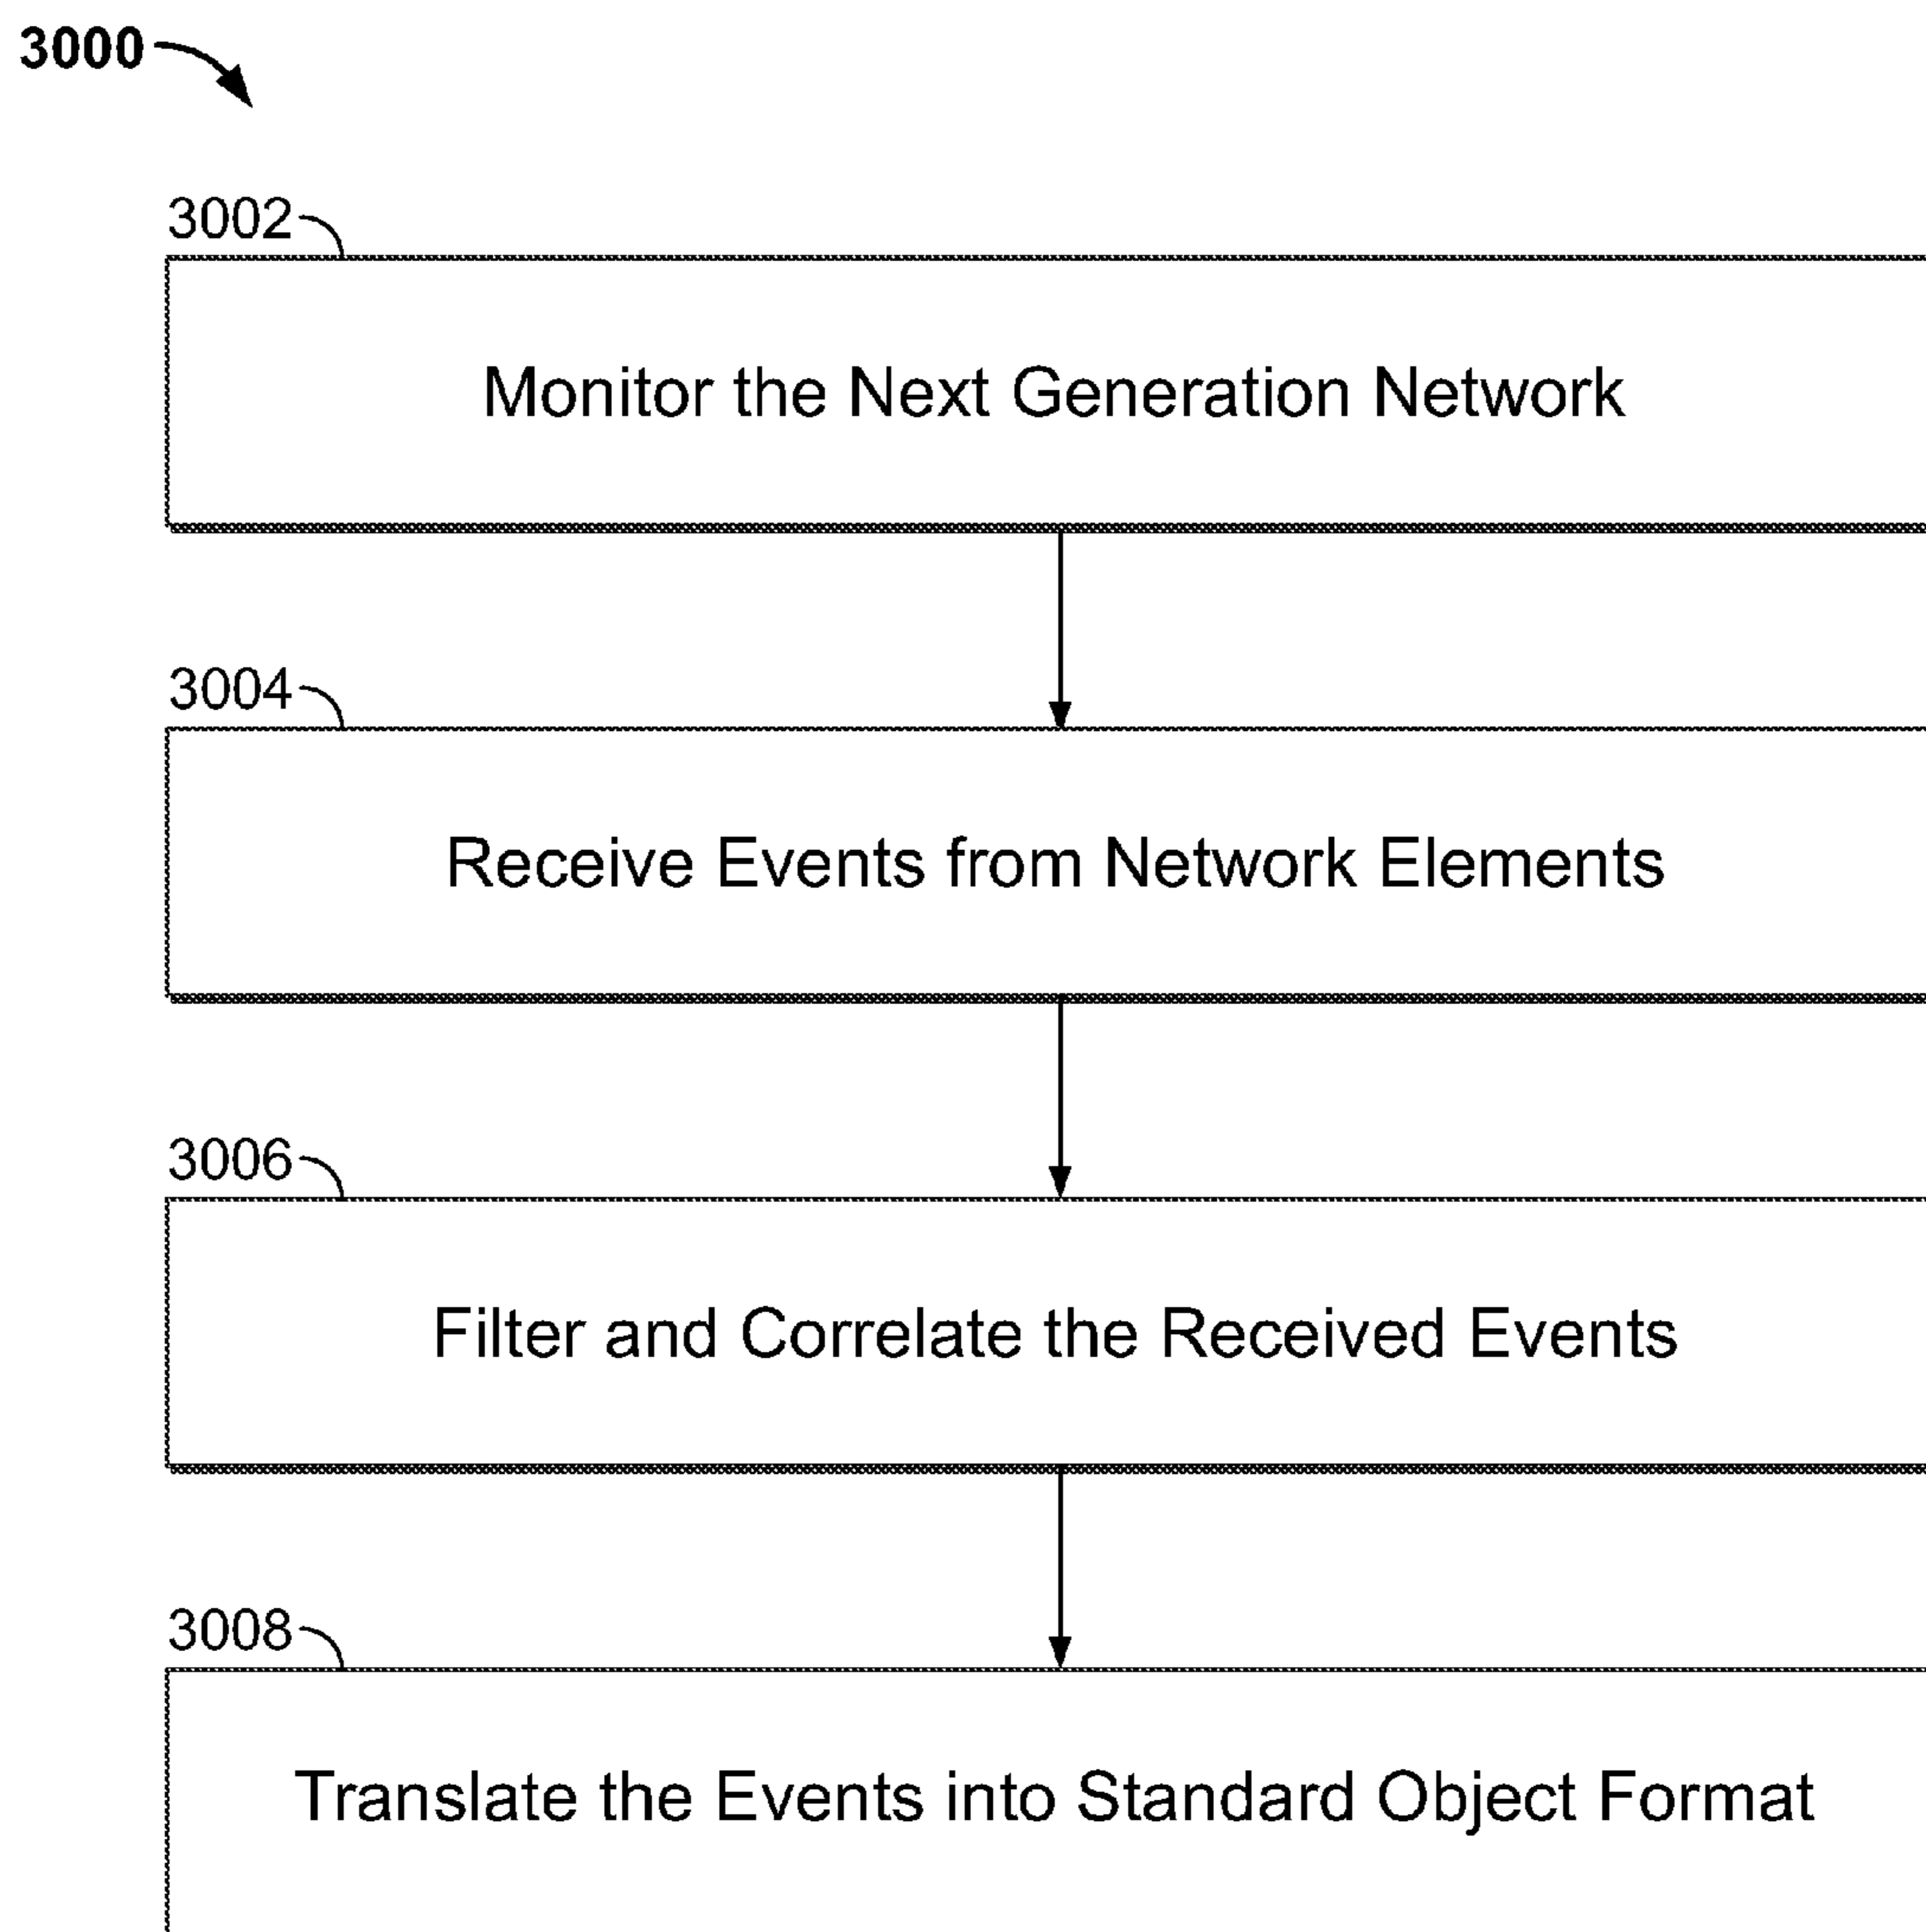 3000
3002
Monitor the Next Generation Network
3004
Receive Events from Network Elements
3006
Filter and Correlate the Received Events
3008
Translate the Events into Standard Object Format